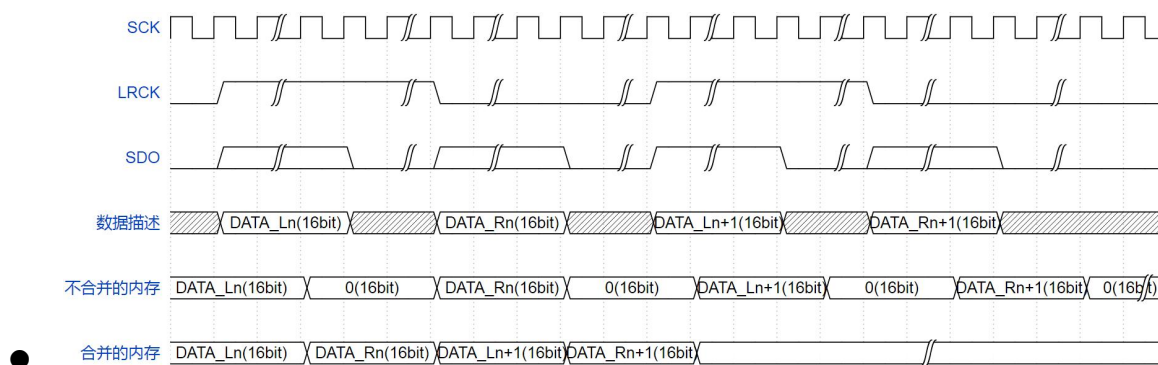 SCK
LRCK
SDO
数据描述 DATA_Ln(16bit) DATA_Rn(16bit) DATA_Ln+1(16bit) DATA_Rn+1(16bit)
不合并的内存 DATA_Ln(16bit) 0(16bit) DATA_Rn(16bit) 0(16bit) DATA_Ln+1(16bit) 0(16bit) DATA_Rn+1(16bit) 0(16bit)
合并的内存 DATA_Ln(16bit) DATA_Rn(16bit) DATA_Ln+1(16bit) DATA_Rn+1(16bit)